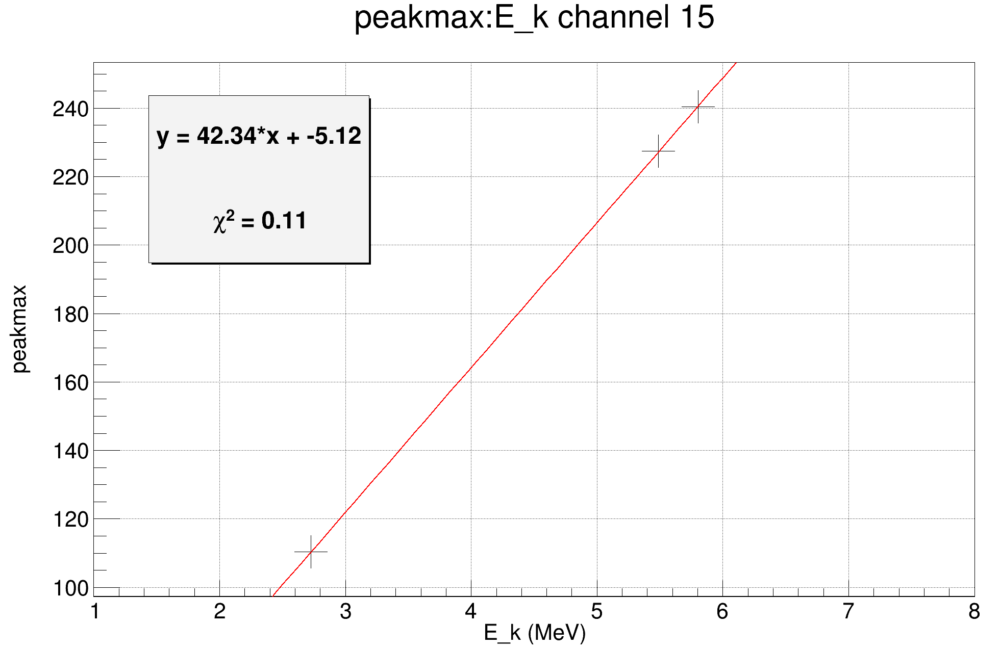 peakmax:E_k channel 15
y = 42.34*x + -5.12
χ² = 0.11
peakmax
240
220
200
180
160
140
120
100
1 2 3 4 5 6 7 8
E_k (MeV)